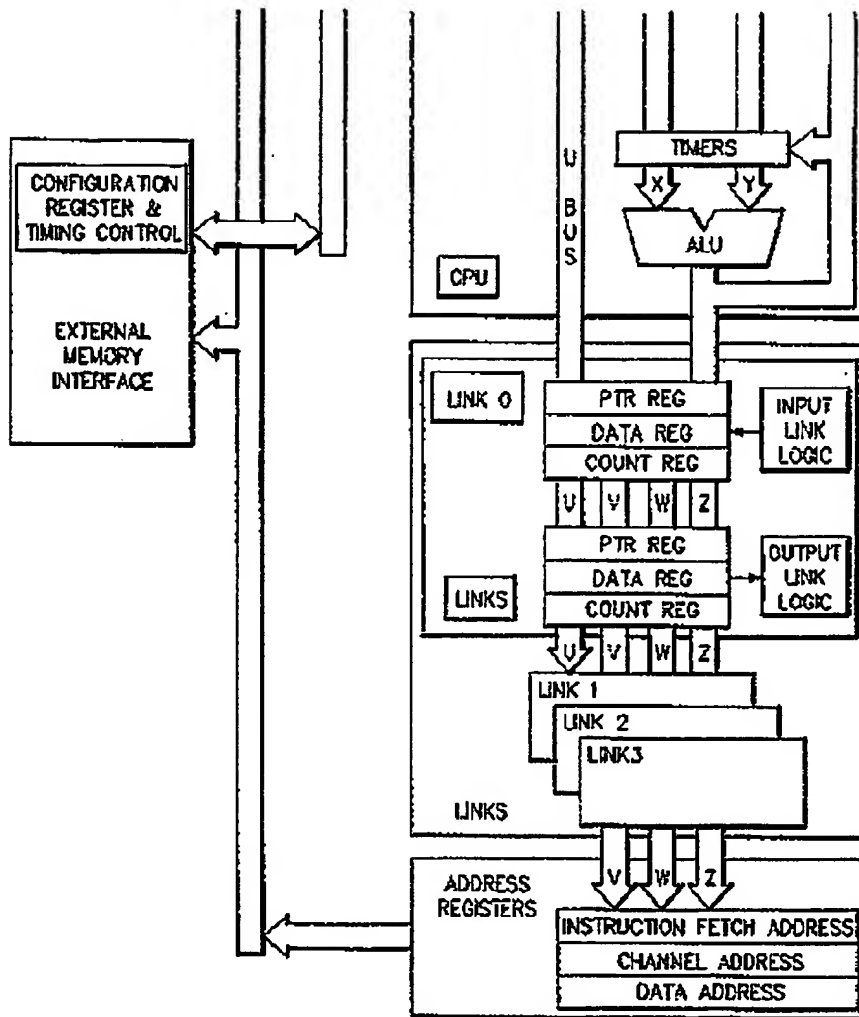 TIMERS
X
Y
ALU
U BUS
CPU
CONFIGURATION
REGISTER &
TIMING CONTROL
EXTERNAL
MEMORY
INTERFACE
LINK 0
PTR REG
DATA REG
COUNT REG
INPUT
LINK
LOGIC
U
V
W
Z
PTR REG
DATA REG
COUNT REG
OUTPUT
LINK
LOGIC
LINKS
U
V
W
Z
LINK 1
LINK 2
LINK3
LINKS
V
W
Z
ADDRESS
REGISTERS
INSTRUCTION FETCH ADDRESS
CHANNEL ADDRESS
DATA ADDRESS